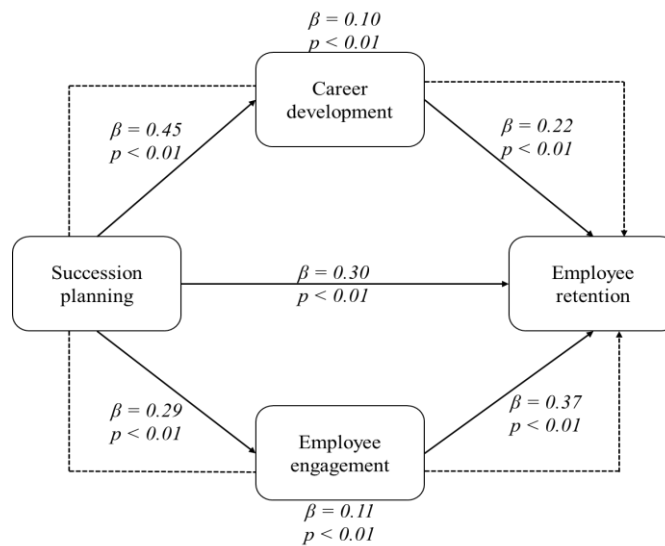 β = 0.10
p < 0.01
Career
development
β = 0.45
p < 0.01
β = 0.22
p < 0.01
Succession
planning
β = 0.30
p < 0.01
Employee
retention
β = 0.29
p < 0.01
β = 0.37
p < 0.01
Employee
engagement
β = 0.11
p < 0.01